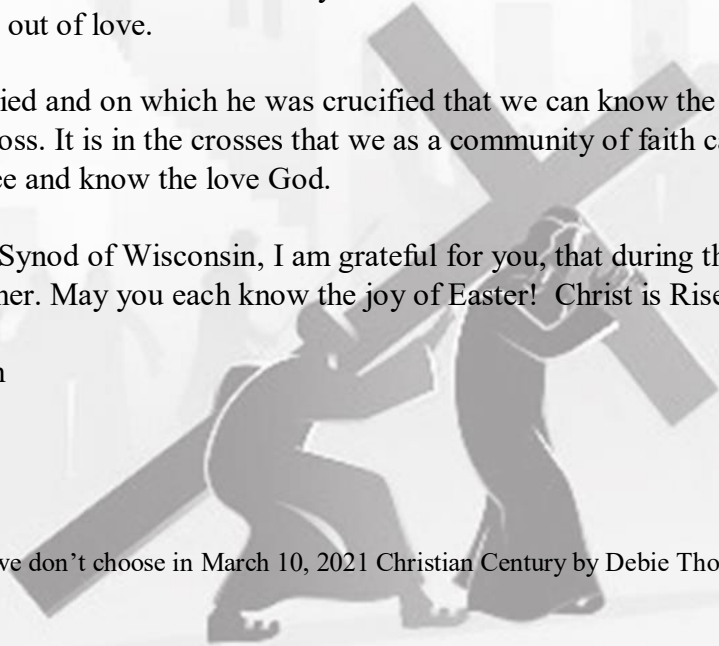 out of love.
ied and on which he was crucified that we can know the
oss. It is in the crosses that we as a community of faith c
ee and know the love God.
Synod of Wisconsin, I am grateful for you, that during th
her. May you each know the joy of Easter!  Christ is Rise
n
we don’t choose in March 10, 2021 Christian Century by Debie Tho